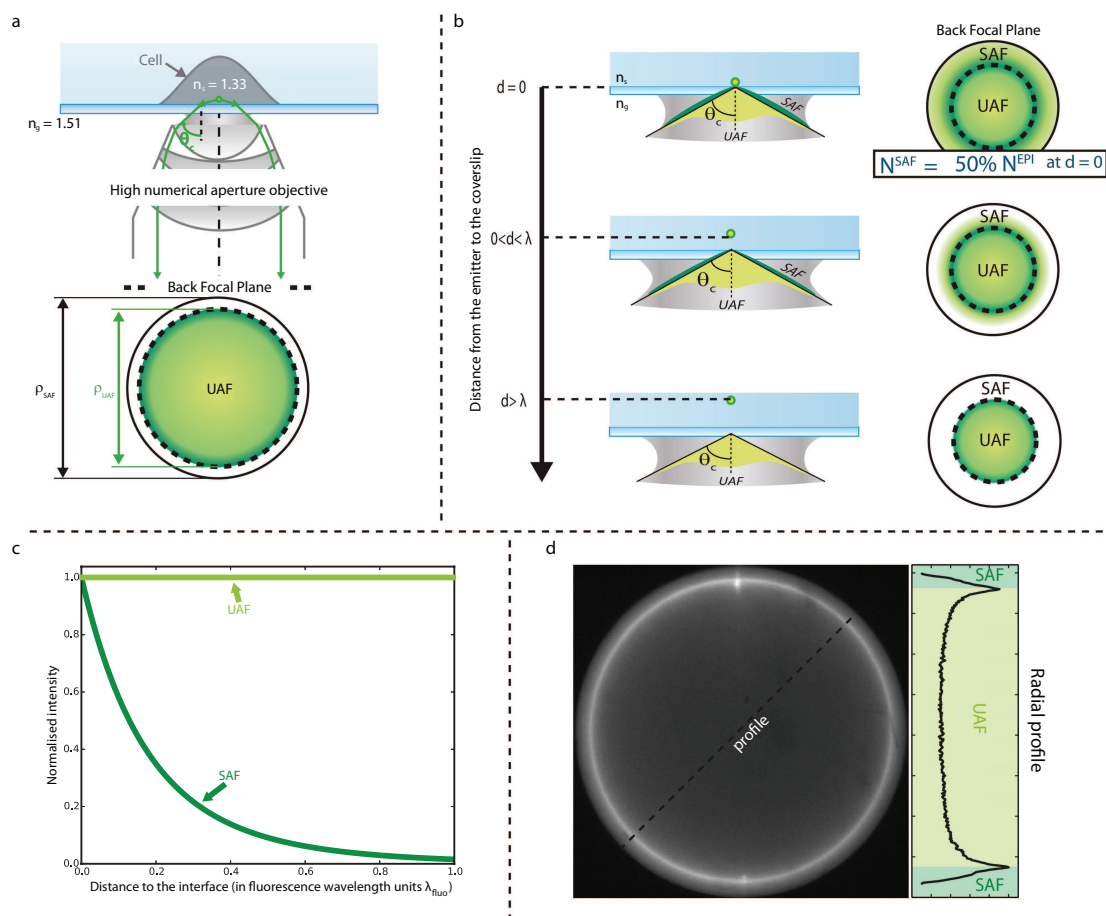 a
Cell
n_s = 1.33
n_g = 1.51
θ_c
High numerical aperture objective
Back Focal Plane
ρ_SAF
ρ_UAF
UAF
b
Distance from the emitter to the coverslip
d = 0
n_s
n_g
θ_c
SAF
UAF
Back Focal Plane
SAF
UAF
N^SAF = 50% N^EPI at d = 0
0<d<λ
θ_c
SAF
UAF
SAF
UAF
d>λ
θ_c
UAF
SAF
UAF
c
Normalised intensity
1.0
0.8
0.6
0.4
0.2
0.0
UAF
SAF
0.0 0.2 0.4 0.6 0.8 1.0
Distance to the interface (in fluorescence wavelength units λ_fluo)
d
profile
SAF
UAF
SAF
Radial profile